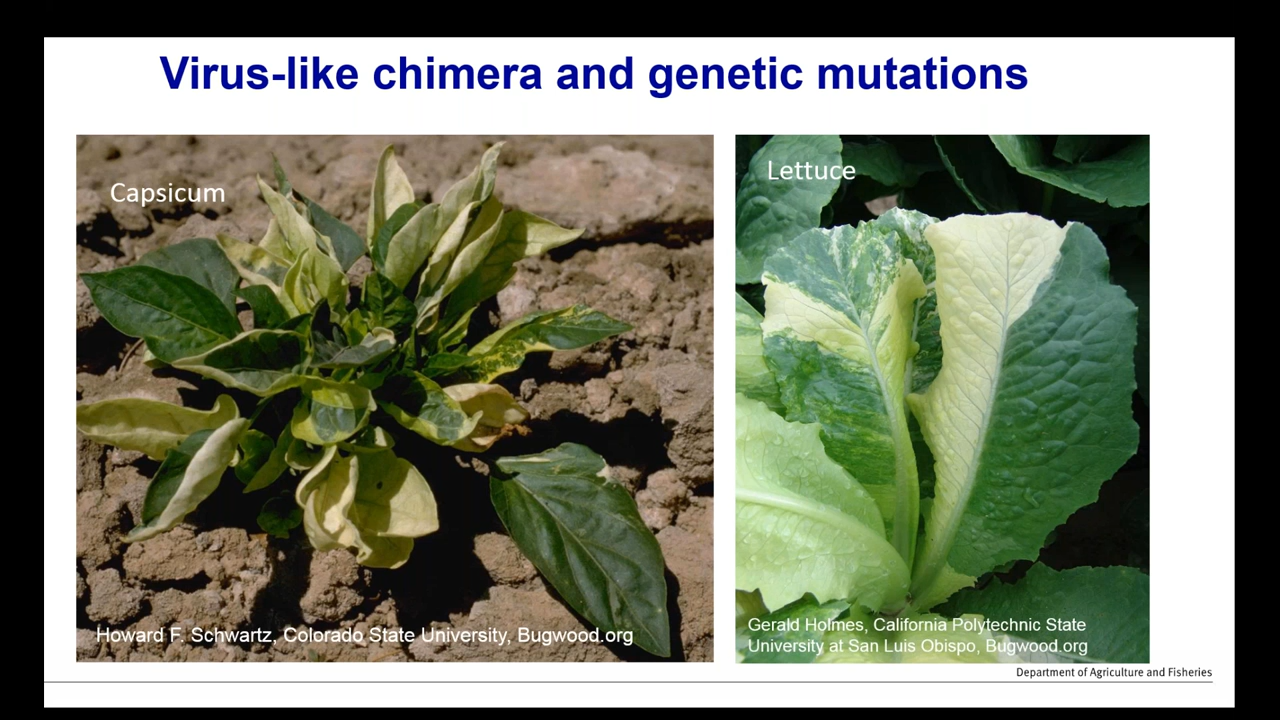 Virus-like chimera and genetic mutations
Capsicum
Lettuce
Howard F. Schwartz, Colorado State University, Bugwood.org
Gerald Holmes, California Polytechnic State
University at San Luis Obispo, Bugwood.org
Department of Agriculture and Fisheries